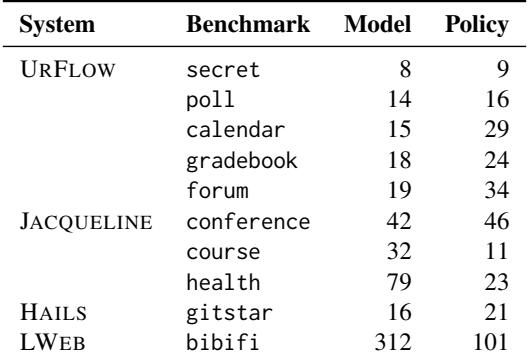 System Benchmark Model Policy
URFLOW secret 8 9
poll 14 16
calendar 15 29
gradebook 18 24
forum 19 34
JACQUELINE conference 42 46
course 32 11
health 79 23
HAILS gitstar 16 21
LWEB bibifi 312 101